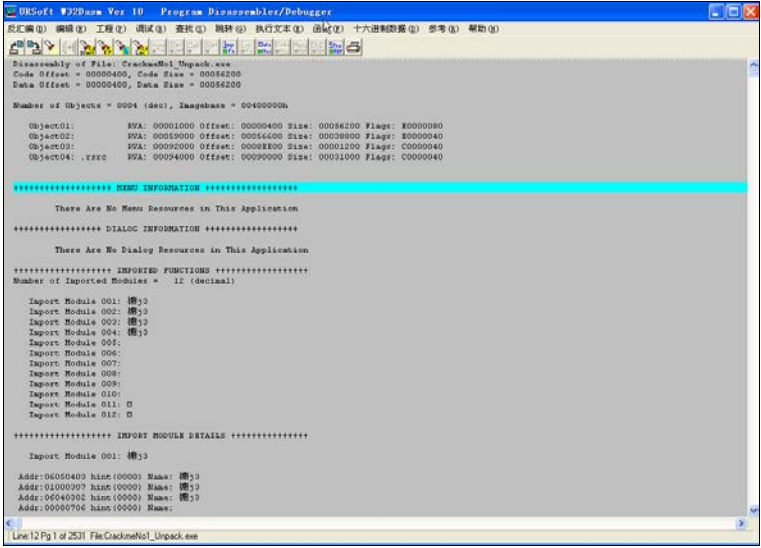 URSoft W32Dasm Ver 10 Program Disassembler/Debugger
反汇编(D) 编辑(E) 工程(P) 调试(D) 查找(S) 跳转(G) 执行文本(X) 函数(F) 十六进制数据(D) 参考(R) 帮助(H)
Disassembly of File: CrackmeNo1_Unpack.exe
Code Offset = 00000400, Code Size = 00056200
Data Offset = 00000400, Data Size = 00056200
Number of Objects = 0004 (dec), Imagebase = 00400000h
Object01: RVA: 00001000 Offset: 00000400 Size: 00056200 Flags: E0000080
Object02: RVA: 00059000 Offset: 00056600 Size: 00038800 Flags: E0000040
Object03: RVA: 00092000 Offset: 0008EE00 Size: 00001200 Flags: C0000040
Object04: .rsrc RVA: 00094000 Offset: 00090000 Size: 00031000 Flags: C0000040
+++++++++++++++++++ MENU INFORMATION ++++++++++++++++++
There Are No Menu Resources in This Application
+++++++++++++++++ DIALOG INFORMATION ++++++++++++++++++
There Are No Dialog Resources in This Application
+++++++++++++++++++ IMPORTED FUNCTIONS ++++++++++++++++++
Number of Imported Modules = 12 (decimal)
Import Module 001: j3
Import Module 002: j3
Import Module 003: j3
Import Module 004: j3
Import Module 005:
Import Module 006:
Import Module 007:
Import Module 008:
Import Module 009:
Import Module 010:
Import Module 011:
Import Module 012:
+++++++++++++++++++ IMPORT MODULE DETAILS +++++++++++++++
Import Module 001: j3
Addr:06050403 hint(0000) Name: j3
Addr:01000307 hint(0000) Name: j3
Addr:06040302 hint(0000) Name: j3
Addr:00000706 hint(0000) Name:
Line:12 Pg 1 of 2531 File:CrackmeNo1_Unpack.exe